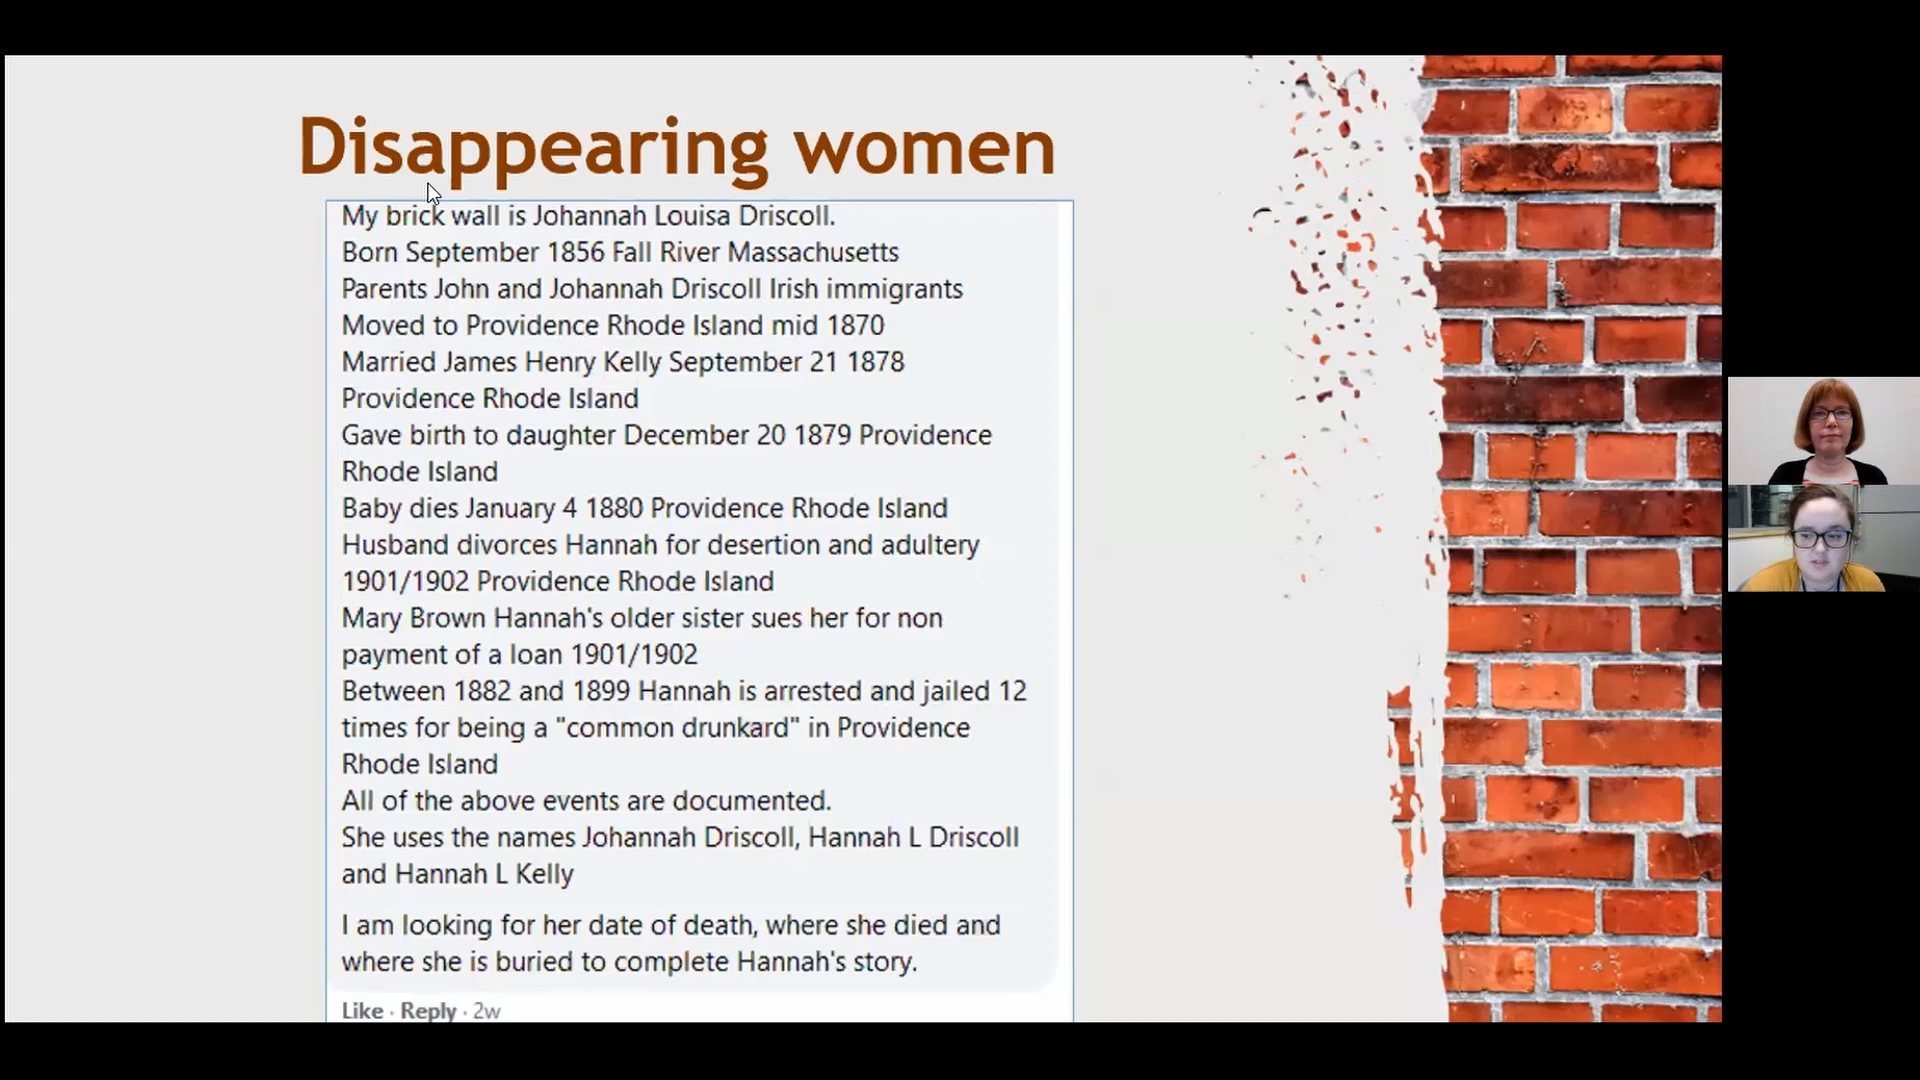 Disappearing women
My brick wall is Johannah Louisa Driscoll.
Born September 1856 Fall River Massachusetts
Parents John and Johannah Driscoll Irish immigrants
Moved to Providence Rhode Island mid 1870
Married James Henry Kelly September 21 1878
Providence Rhode Island
Gave birth to daughter December 20 1879 Providence
Rhode Island
Baby dies January 4 1880 Providence Rhode Island
Husband divorces Hannah for desertion and adultery
1901/1902 Providence Rhode Island
Mary Brown Hannah's older sister sues her for non
payment of a loan 1901/1902
Between 1882 and 1899 Hannah is arrested and jailed 12
times for being a "common drunkard" in Providence
Rhode Island
All of the above events are documented.
She uses the names Johannah Driscoll, Hannah L Driscoll
and Hannah L Kelly
I am looking for her date of death, where she died and
where she is buried to complete Hannah's story.
Like · Reply · 2w